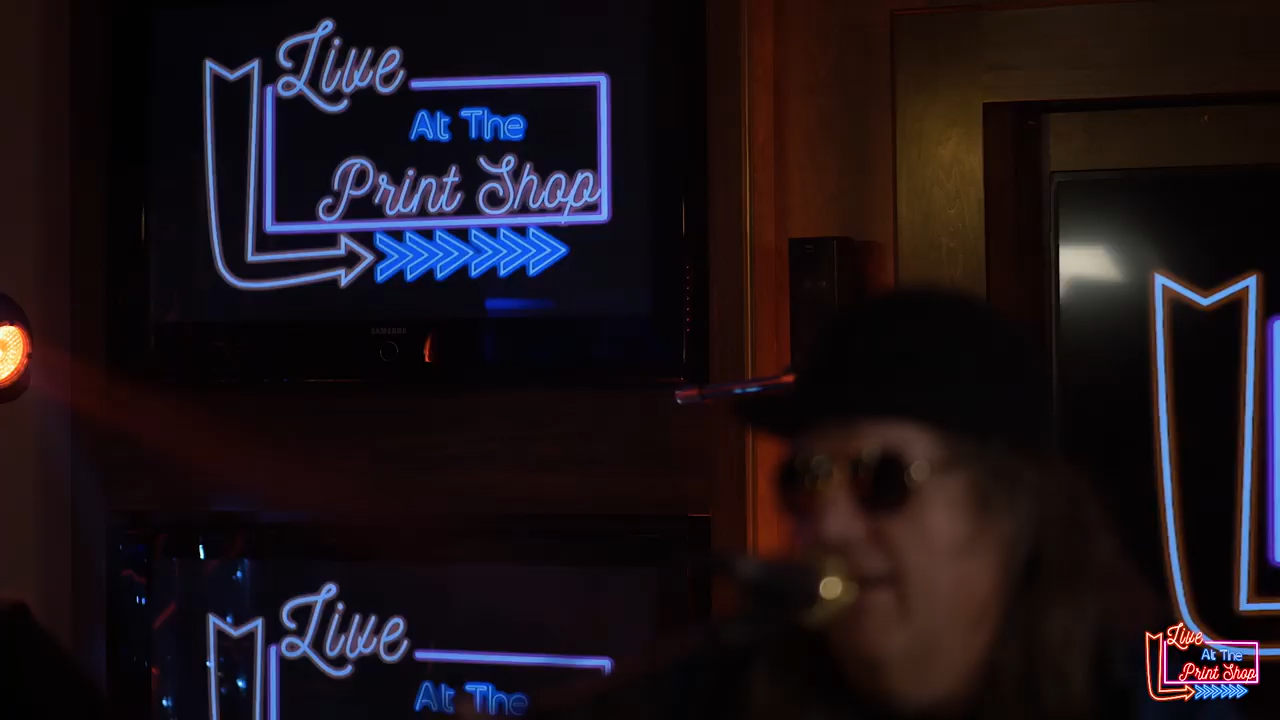 Live
At The
Print Shop
SAMSUNG
Live
At The
Live
At The
Print Shop